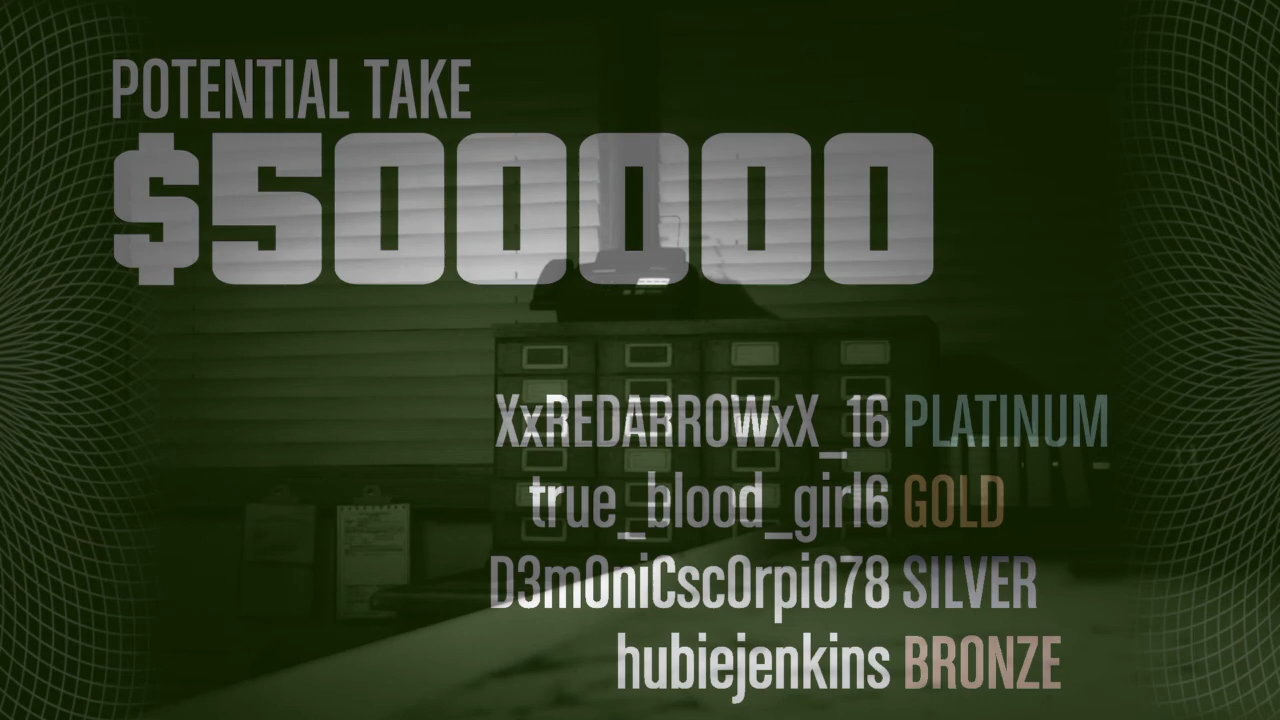 POTENTIAL TAKE
$500000
XxREDARROWxX_16 PLATINUM
true_blood_girl6 GOLD
D3m0niCsc0rpi078 SILVER
hubiejenkins BRONZE